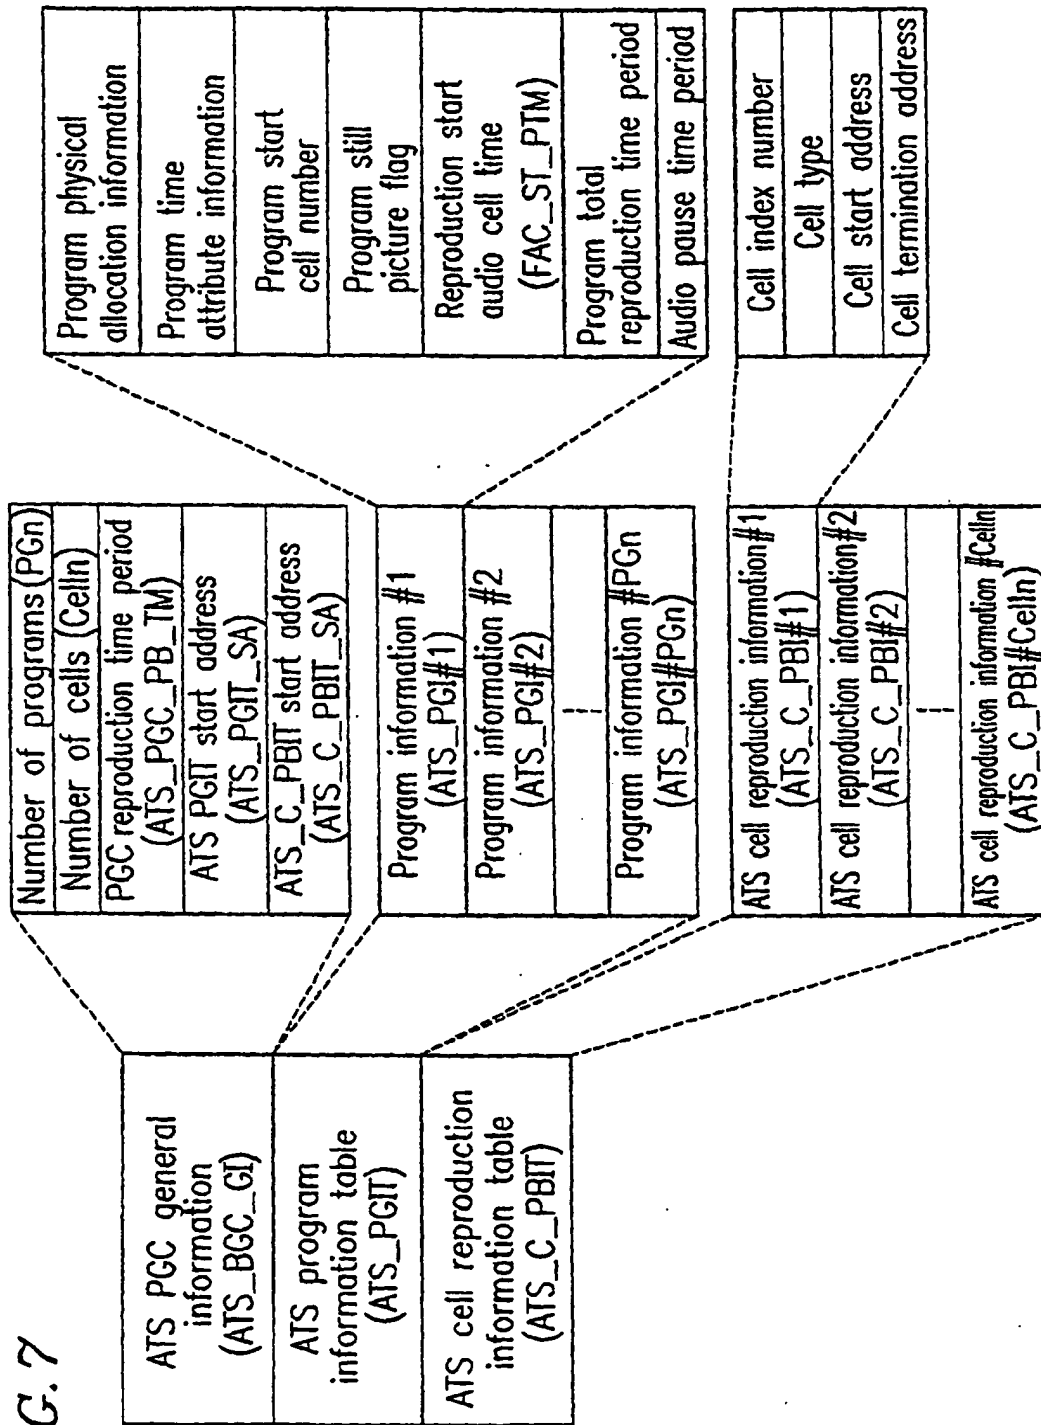 G. 7
ATS PGC general
information
(ATS_BGC_GI)
ATS program
information table
(ATS_PGIT)
ATS cell reproduction
information table
(ATS_C_PBIT)
Number of programs (PGn)
Number of cells (Celln)
PGC reproduction time period
(ATS_PGC_PB_TM)
ATS PGIT start address
(ATS_PGIT_SA)
ATS_C_PBIT start address
(ATS_C_PBIT_SA)
Program information #1
(ATS_PGI#1)
Program information #2
(ATS_PGI#2)
Program information #PGn
(ATS_PGI#PGn)
ATS cell reproduction information#1
(ATS_C_PBI#1)
ATS cell reproduction information#2
(ATS_C_PBI#2)
ATS cell reproduction information #Celln
(ATS_C_PBI#Celln)
Program physical
allocation information
Program time
attribute information
Program start
cell number
Program still
picture flag
Reproduction start
audio cell time
(FAC_ST_PTM)
Program total
reproduction time period
Audio pause time period
Cell index number
Cell type
Cell start address
Cell termination address